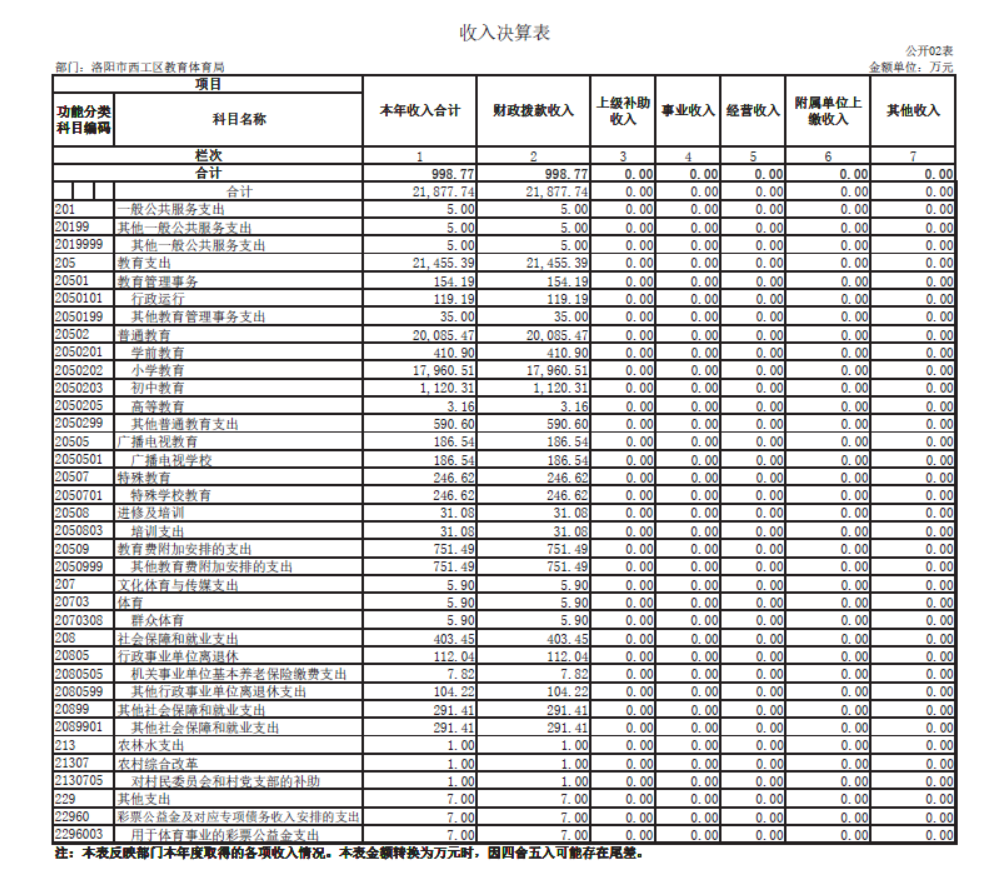 收入决算表
公开02表
部门：洛阳市西工区教育体育局 金额单位：万元
项目 本年收入合计 财政拨款收入 上级补助收入 事业收入 经营收入 附属单位上缴收入 其他收入
功能分类科目编码 科目名称
栏次 1 2 3 4 5 6 7
合计 998.77 998.77 0.00 0.00 0.00 0.00 0.00
合计 21,877.74 21,877.74 0.00 0.00 0.00 0.00 0.00
201 一般公共服务支出 5.00 5.00 0.00 0.00 0.00 0.00 0.00
20199 其他一般公共服务支出 5.00 5.00 0.00 0.00 0.00 0.00 0.00
2019999 其他一般公共服务支出 5.00 5.00 0.00 0.00 0.00 0.00 0.00
205 教育支出 21,455.39 21,455.39 0.00 0.00 0.00 0.00 0.00
20501 教育管理事务 154.19 154.19 0.00 0.00 0.00 0.00 0.00
2050101 行政运行 119.19 119.19 0.00 0.00 0.00 0.00 0.00
2050199 其他教育管理事务支出 35.00 35.00 0.00 0.00 0.00 0.00 0.00
20502 普通教育 20,085.47 20,085.47 0.00 0.00 0.00 0.00 0.00
2050201 学前教育 410.90 410.90 0.00 0.00 0.00 0.00 0.00
2050202 小学教育 17,960.51 17,960.51 0.00 0.00 0.00 0.00 0.00
2050203 初中教育 1,120.31 1,120.31 0.00 0.00 0.00 0.00 0.00
2050205 高等教育 3.16 3.16 0.00 0.00 0.00 0.00 0.00
2050299 其他普通教育支出 590.60 590.60 0.00 0.00 0.00 0.00 0.00
20505 广播电视教育 186.54 186.54 0.00 0.00 0.00 0.00 0.00
2050501 广播电视学校 186.54 186.54 0.00 0.00 0.00 0.00 0.00
20507 特殊教育 246.62 246.62 0.00 0.00 0.00 0.00 0.00
2050701 特殊学校教育 246.62 246.62 0.00 0.00 0.00 0.00 0.00
20508 进修及培训 31.08 31.08 0.00 0.00 0.00 0.00 0.00
2050803 培训支出 31.08 31.08 0.00 0.00 0.00 0.00 0.00
20509 教育费附加安排的支出 751.49 751.49 0.00 0.00 0.00 0.00 0.00
2050999 其他教育费附加安排的支出 751.49 751.49 0.00 0.00 0.00 0.00 0.00
207 文化体育与传媒支出 5.90 5.90 0.00 0.00 0.00 0.00 0.00
20703 体育 5.90 5.90 0.00 0.00 0.00 0.00 0.00
2070308 群众体育 5.90 5.90 0.00 0.00 0.00 0.00 0.00
208 社会保障和就业支出 403.45 403.45 0.00 0.00 0.00 0.00 0.00
20805 行政事业单位离退休 112.04 112.04 0.00 0.00 0.00 0.00 0.00
2080505 机关事业单位基本养老保险缴费支出 7.82 7.82 0.00 0.00 0.00 0.00 0.00
2080599 其他行政事业单位离退休支出 104.22 104.22 0.00 0.00 0.00 0.00 0.00
20899 其他社会保障和就业支出 291.41 291.41 0.00 0.00 0.00 0.00 0.00
2089901 其他社会保障和就业支出 291.41 291.41 0.00 0.00 0.00 0.00 0.00
213 农林水支出 1.00 1.00 0.00 0.00 0.00 0.00 0.00
21307 农村综合改革 1.00 1.00 0.00 0.00 0.00 0.00 0.00
2130705 对村民委员会和村党支部的补助 1.00 1.00 0.00 0.00 0.00 0.00 0.00
229 其他支出 7.00 7.00 0.00 0.00 0.00 0.00 0.00
22960 彩票公益金及对应专项债务收入安排的支出 7.00 7.00 0.00 0.00 0.00 0.00 0.00
2296003 用于体育事业的彩票公益金支出 7.00 7.00 0.00 0.00 0.00 0.00 0.00
注：本表反映部门本年度取得的各项收入情况。本表金额转换为万元时，因四舍五入可能存在尾差。